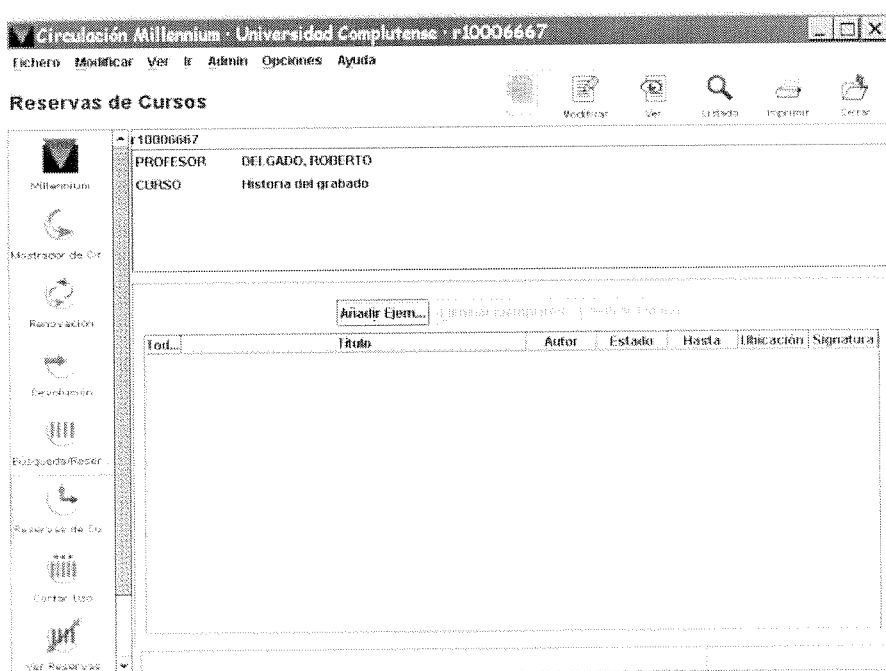 Circulación Millennium · Universidad Complutense · r10006667
Fichero Modificar Ver Ir Admin Opciones Ayuda
Reservas de Cursos
Modificar Ver Listado Imprimir Cerrar
r10006667
PROFESOR DELGADO, ROBERTO
CURSO Historia del grabado
Millennium
Mostrador de Cir
Renovación
Devolución
Búsqueda/Reser
Reservas de Cu
Contar Uso
Ver Reservas
Añadir Ejem...
Tod... Título Autor Estado Hasta Ubicación Signatura